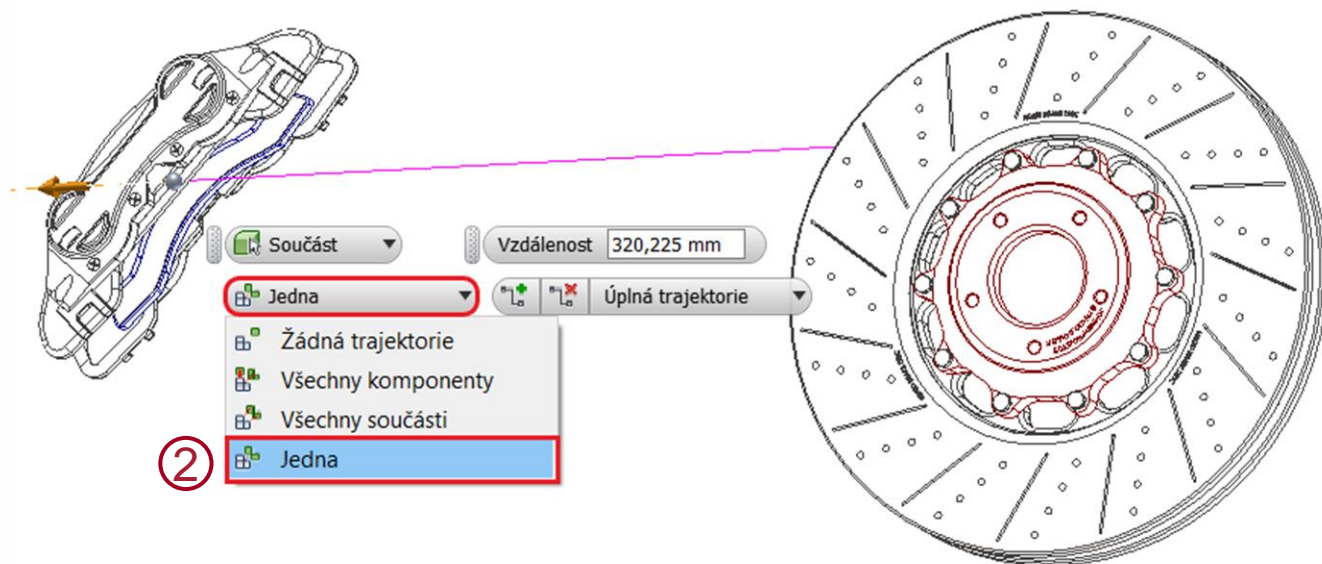 Součást
Vzdálenost 320,225 mm
Jedna
Úplná trajektorie
Žádná trajektorie
Všechny komponenty
Všechny součásti
② Jedna